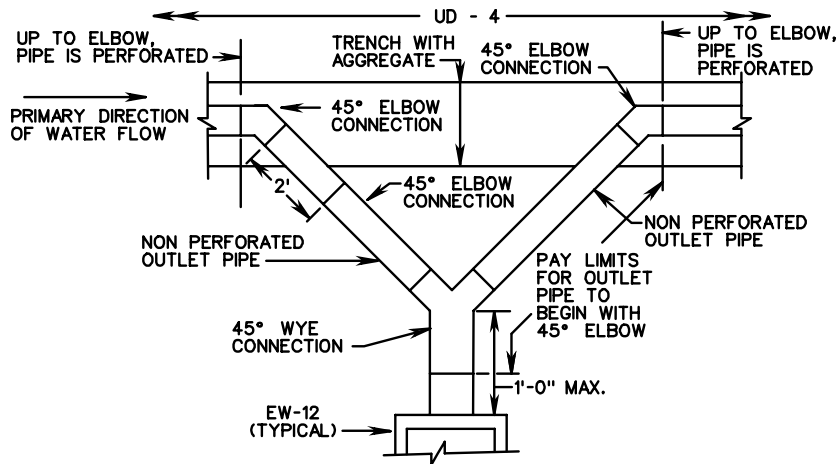 UD - 4
UP TO ELBOW,
PIPE IS PERFORATED
TRENCH WITH
AGGREGATE
45° ELBOW
CONNECTION
UP TO ELBOW,
PIPE IS
PERFORATED
PRIMARY DIRECTION
OF WATER FLOW
45° ELBOW
CONNECTION
2'
45° ELBOW
CONNECTION
NON PERFORATED
OUTLET PIPE
NON PERFORATED
OUTLET PIPE
PAY LIMITS
FOR OUTLET
PIPE TO
BEGIN WITH
45° ELBOW
45° WYE
CONNECTION
1'-0" MAX.
EW-12
(TYPICAL)